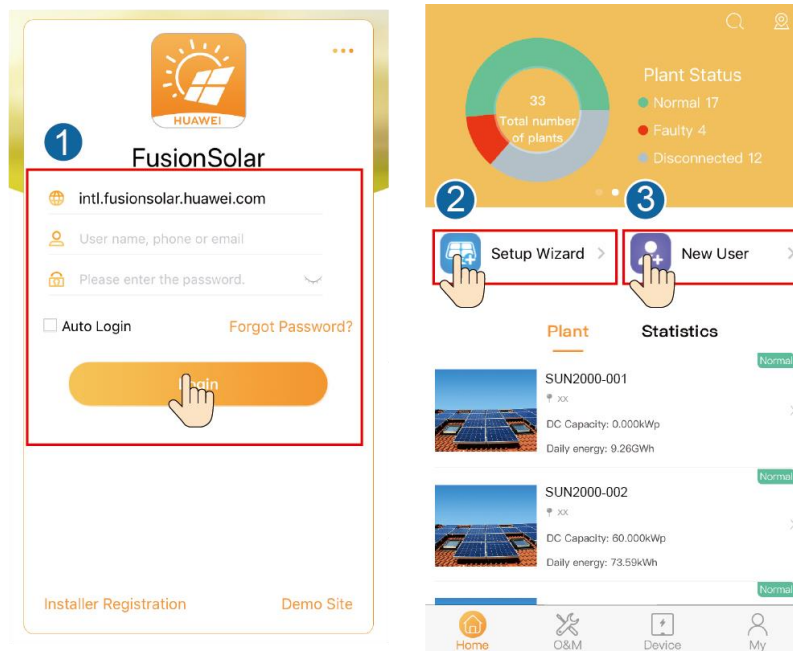 HUAWEI
1
FusionSolar
intl.fusionsolar.huawei.com
User name, phone or email
Please enter the password.
Auto Login
Forgot Password?
Login
Installer Registration
Demo Site
33
Total number
of plants
Plant Status
Normal 17
Faulty 4
Disconnected 12
2
3
Setup Wizard
New User
Plant
Statistics
Normal
SUN2000-001
xx
DC Capacity: 0.000kWp
Daily energy: 9.26GWh
Normal
SUN2000-002
xx
DC Capacity: 60.000kWp
Daily energy: 73.59kWh
Normal
Home
O&M
Device
My